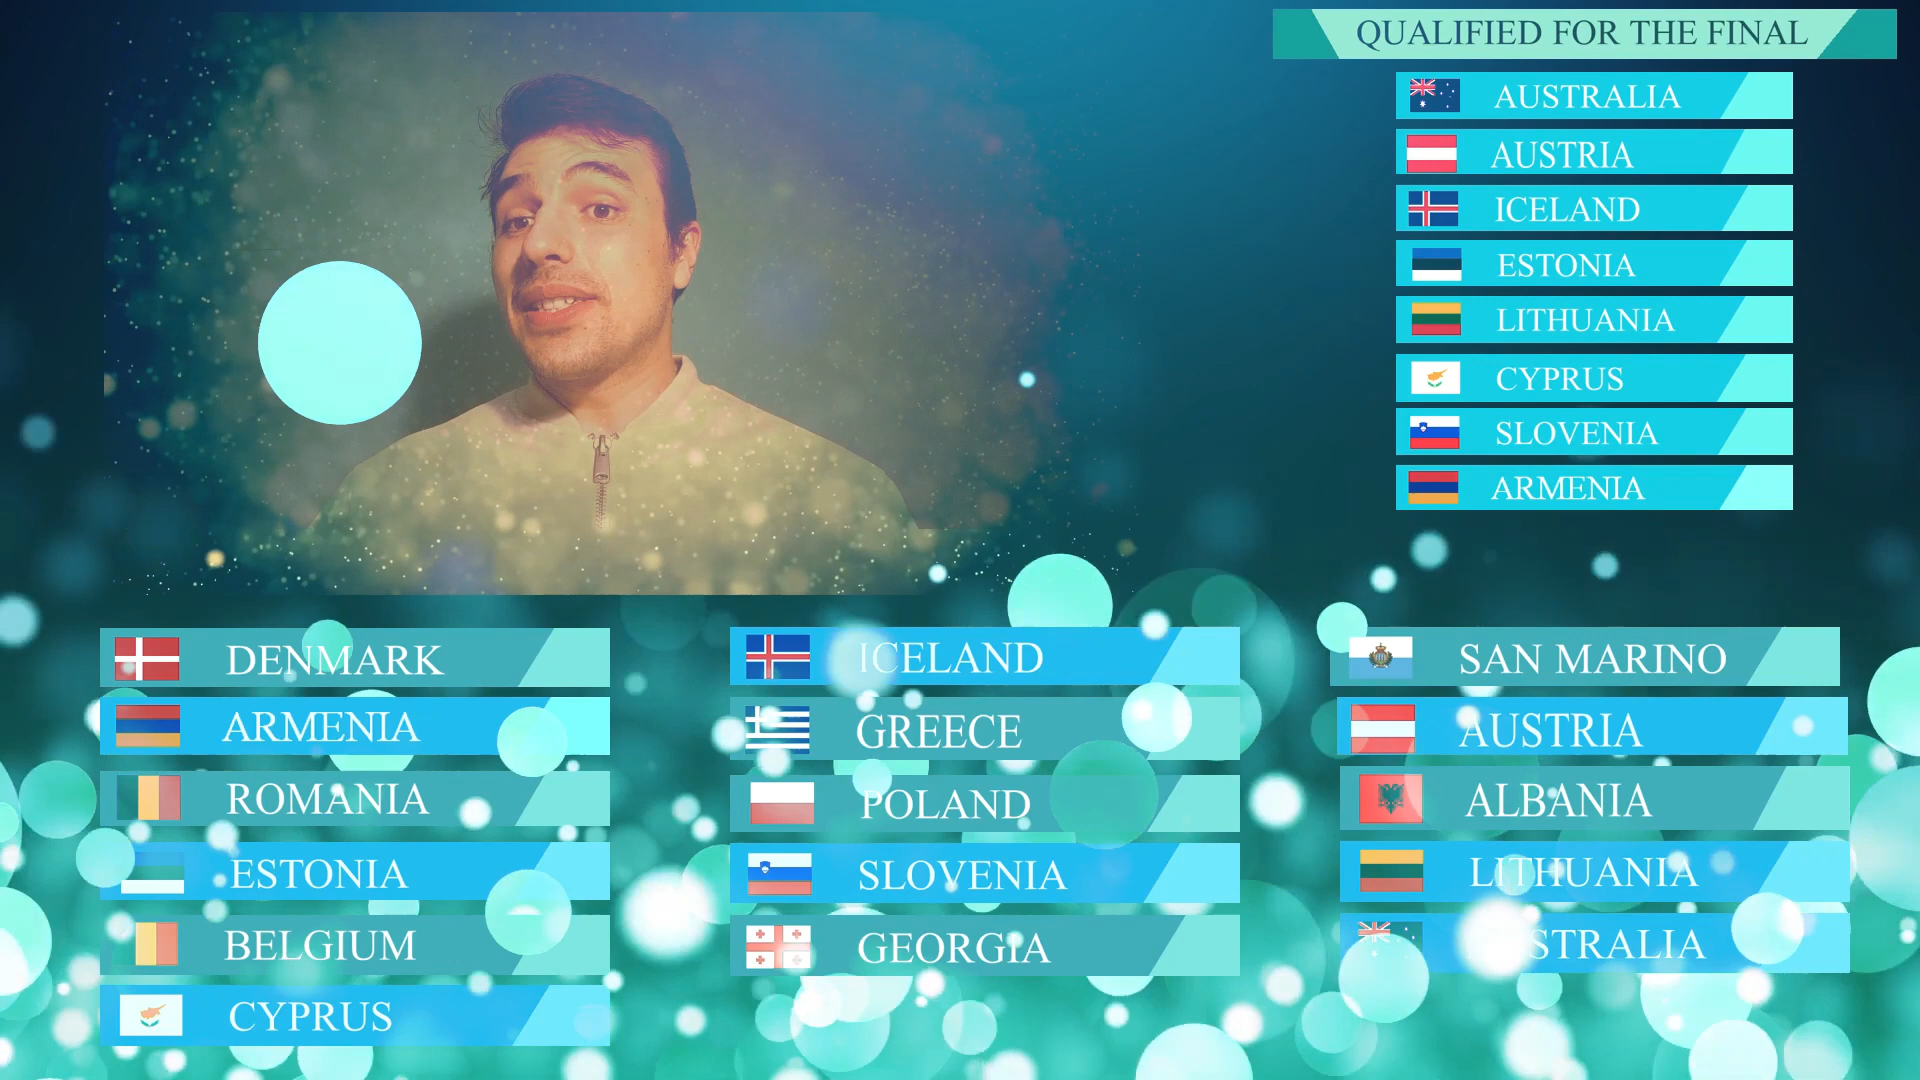 QUALIFIED FOR THE FINAL
AUSTRALIA
AUSTRIA
ICELAND
ESTONIA
LITHUANIA
CYPRUS
SLOVENIA
ARMENIA
DENMARK
ARMENIA
ROMANIA
ESTONIA
BELGIUM
CYPRUS
ICELAND
GREECE
POLAND
SLOVENIA
GEORGIA
SAN MARINO
AUSTRIA
ALBANIA
LITHUANIA
STRALIA